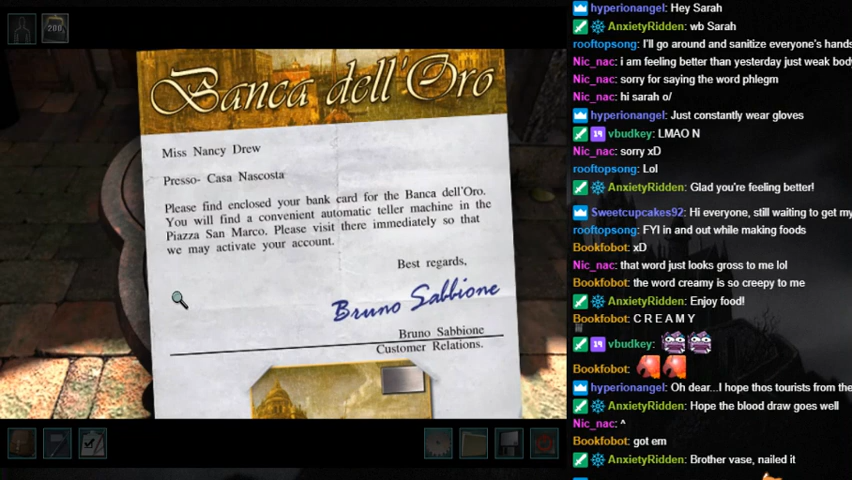 200
Banca dell'Oro
Miss Nancy Drew
Presso- Casa Nascosta
Please find enclosed your bank card for the Banca dell'Oro.
You will find a convenient automatic teller machine in the
Piazza San Marco. Please visit there immediately so that
we may activate your account.
Best regards,
Bruno Sabbione
Bruno Sabbione
Customer Relations.
hyperionangel: Hey Sarah
AnxietyRidden: wb Sarah
rooftopsong: I'll go around and sanitize everyone's hands
Nic_nac: i am feeling better than yesterday just weak body
Nic_nac: sorry for saying the word phlegm
Nic_nac: hi sarah o/
hyperionangel: Just constantly wear gloves
19 vbudkey: LMAO N
Nic_nac: sorry xD
rooftopsong: Lol
AnxietyRidden: Glad you're feeling better!
Sweetcupcakes92: Hi everyone, still waiting to get my
rooftopsong: FYI in and out while making foods
Bookfobot: xD
Nic_nac: that word just looks gross to me lol
Bookfobot: the word creamy is so creepy to me
AnxietyRidden: Enjoy food!
Bookfobot: C R E A M Y
19 vbudkey:
Bookfobot:
hyperionangel: Oh dear...I hope thos tourists from the
AnxietyRidden: Hope the blood draw goes well
Nic_nac: ^
Bookfobot: got em
AnxietyRidden: Brother vase, nailed it